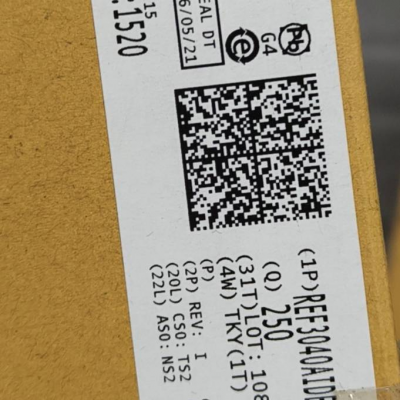 15
1520
EAL DT
6/05/21
Pb
e
G4
(1P)REF3040AIDB
(Q) 250
(31T)LOT: 108
(4W) TKY(1T)
(P)
(2P) REV: I
(20L) CSO: TS2
(22L) ASO: NS2